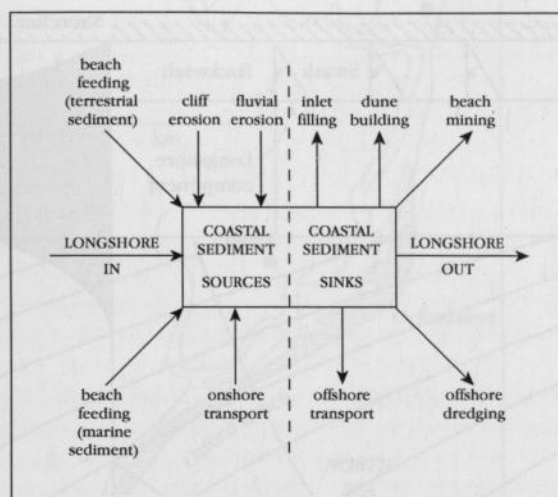 beach
feeding
(terrestrial
sediment)
cliff
erosion
fluvial
erosion
inlet
filling
dune
building
beach
mining
LONGSHORE
IN
COASTAL
SEDIMENT
SOURCES
COASTAL
SEDIMENT
SINKS
LONGSHORE
OUT
beach
feeding
(marine
sediment)
onshore
transport
offshore
transport
offshore
dredging